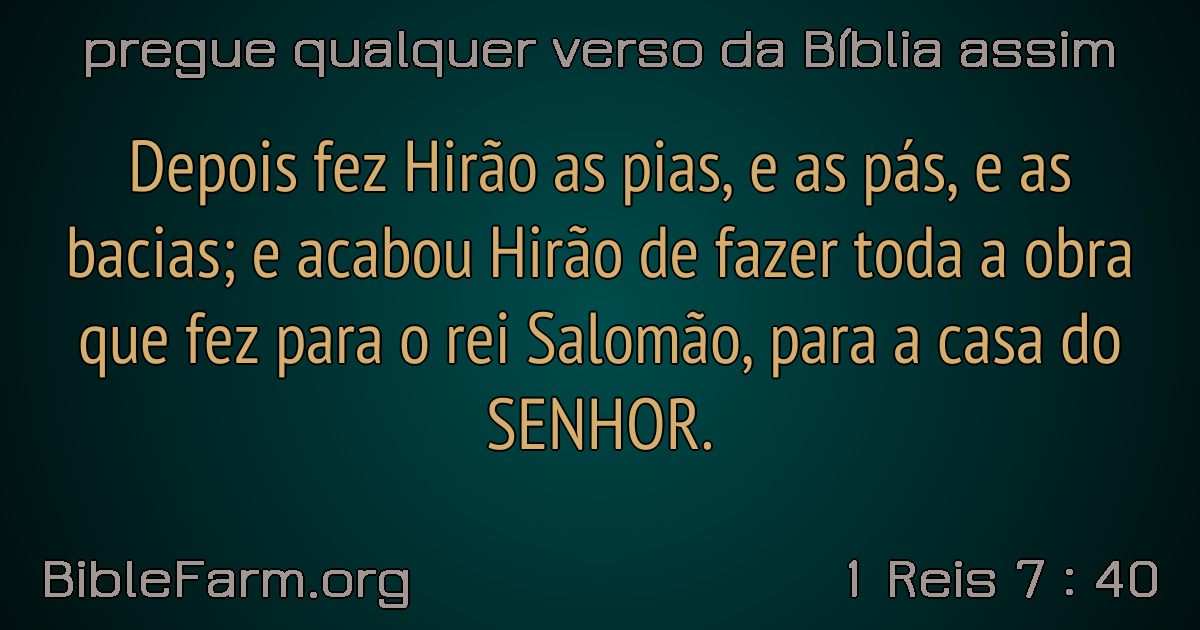 pregue qualquer verso da Bíblia assim
Depois fez Hirão as pias, e as pás, e as
bacias; e acabou Hirão de fazer toda a obra
que fez para o rei Salomão, para a casa do
SENHOR.
BibleFarm.org
1 Reis 7 : 40